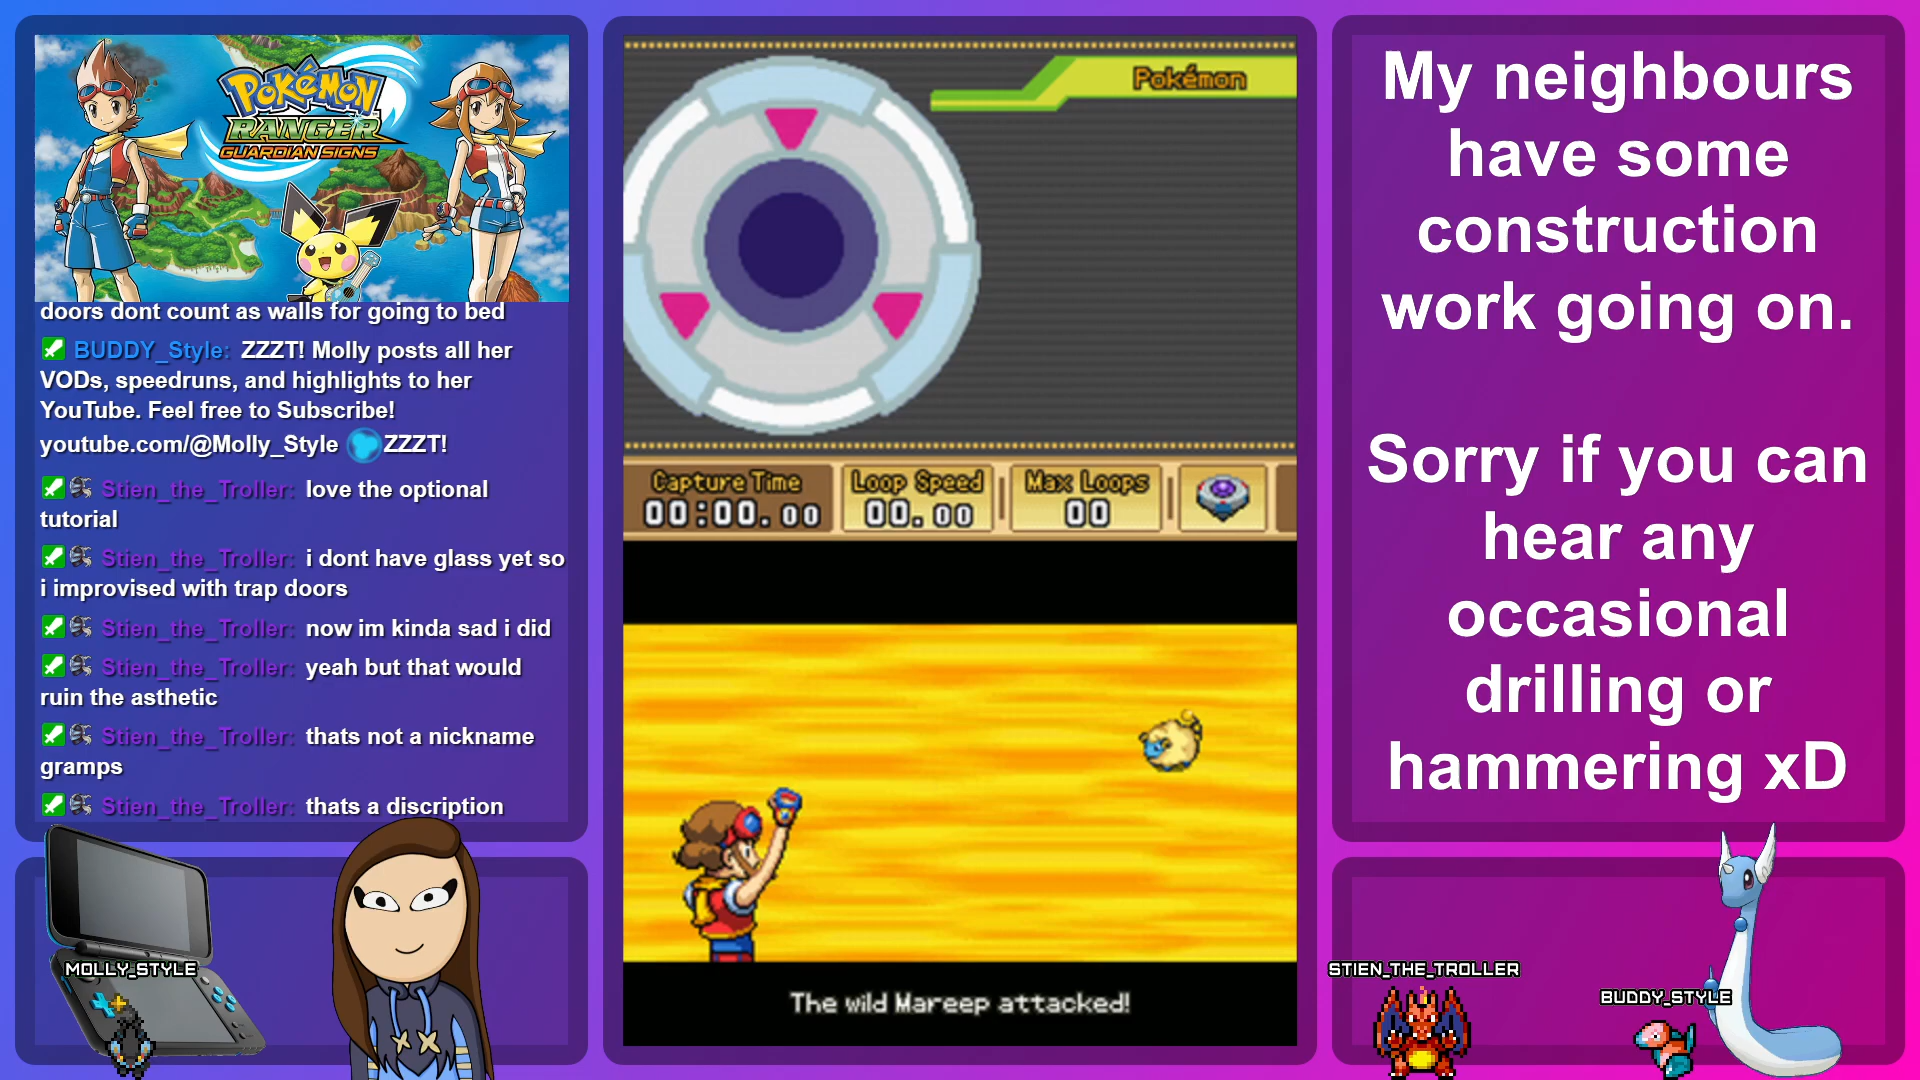 POKéMON
RANGER
GUARDIAN SIGNS
doors dont count as walls for going to bed
BUDDY_Style: ZZZT! Molly posts all her
VODs, speedruns, and highlights to her
YouTube. Feel free to Subscribe!
youtube.com/@Molly_Style ZZZT!
Stien_the_Troller: love the optional
tutorial
Stien_the_Troller: i dont have glass yet so
i improvised with trap doors
Stien_the_Troller: now im kinda sad i did
Stien_the_Troller: yeah but that would
ruin the asthetic
Stien_the_Troller: thats not a nickname
gramps
Stien_the_Troller: thats a discription
MOLLY_STYLE
Pokémon
Capture Time
00:00.00
Loop Speed
00.00
Max Loops
00
The wild Mareep attacked!
My neighbours
have some
construction
work going on.
Sorry if you can
hear any
occasional
drilling or
hammering xD
STIEN_THE_TROLLER
BUDDY_STYLE